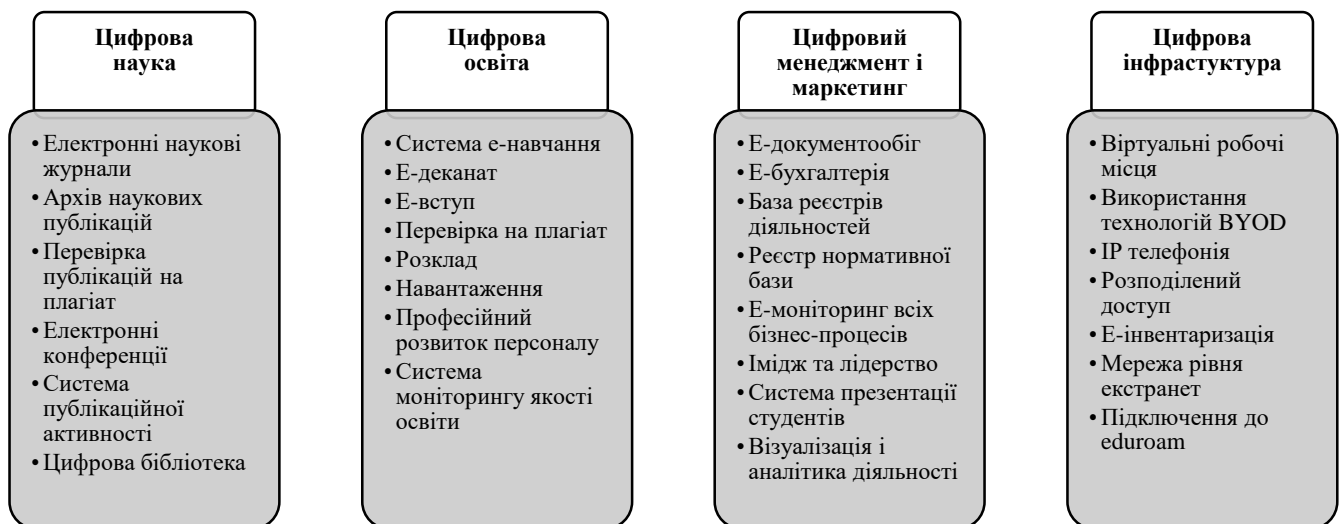 Цифрова
наука
• Електронні наукові
журнали
• Архів наукових
публікацій
• Перевірка
публікацій на
плагіат
• Електронні
конференції
• Система
публікаційної
активності
• Цифрова бібліотека
Цифрова
освіта
• Система е-навчання
• Е-деканат
• Е-вступ
• Перевірка на плагіат
• Розклад
• Навантаження
• Професійний
розвиток персоналу
• Система
моніторингу якості
освіти
Цифровий
менеджмент і
маркетинг
• Е-документообіг
• Е-бухгалтерія
• База реєстрів
діяльностей
• Реєстр нормативної
бази
• Е-моніторинг всіх
бізнес-процесів
• Імідж та лідерство
• Система презентації
студентів
• Візуалізація і
аналітика діяльності
Цифрова
інфрастуктура
• Віртуальні робочі
місця
• Використання
технологій BYOD
• IP телефонія
• Розподілений
доступ
• Е-інвентаризація
• Мережа рівня
екстранет
• Підключення до
eduroam